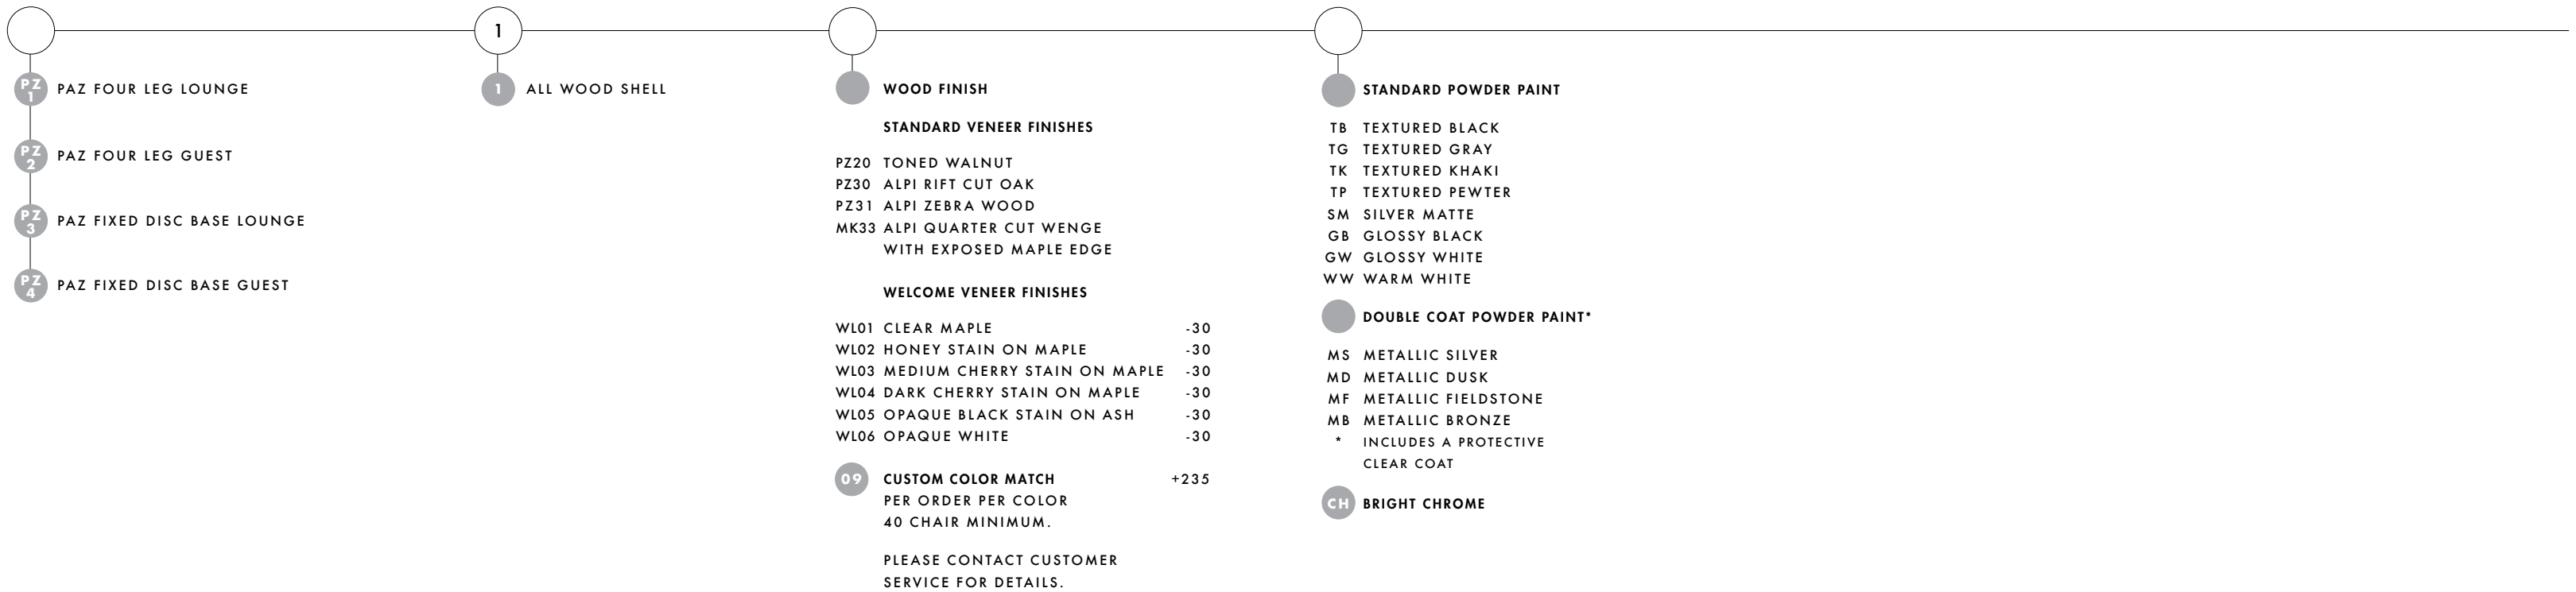 PZ
1
PAZ FOUR LEG LOUNGE
PZ
2
PAZ FOUR LEG GUEST
PZ
3
PAZ FIXED DISC BASE LOUNGE
PZ
4
PAZ FIXED DISC BASE GUEST
1
1 ALL WOOD SHELL
WOOD FINISH
STANDARD VENEER FINISHES
PZ20 TONED WALNUT
PZ30 ALPI RIFT CUT OAK
PZ31 ALPI ZEBRA WOOD
MK33 ALPI QUARTER CUT WENGE
WITH EXPOSED MAPLE EDGE
WELCOME VENEER FINISHES
WL01 CLEAR MAPLE -30
WL02 HONEY STAIN ON MAPLE -30
WL03 MEDIUM CHERRY STAIN ON MAPLE -30
WL04 DARK CHERRY STAIN ON MAPLE -30
WL05 OPAQUE BLACK STAIN ON ASH -30
WL06 OPAQUE WHITE -30
09 CUSTOM COLOR MATCH +235
PER ORDER PER COLOR
40 CHAIR MINIMUM.
PLEASE CONTACT CUSTOMER
SERVICE FOR DETAILS.
STANDARD POWDER PAINT
TB TEXTURED BLACK
TG TEXTURED GRAY
TK TEXTURED KHAKI
TP TEXTURED PEWTER
SM SILVER MATTE
GB GLOSSY BLACK
GW GLOSSY WHITE
WW WARM WHITE
DOUBLE COAT POWDER PAINT*
MS METALLIC SILVER
MD METALLIC DUSK
MF METALLIC FIELDSTONE
MB METALLIC BRONZE
* INCLUDES A PROTECTIVE
CLEAR COAT
CH BRIGHT CHROME